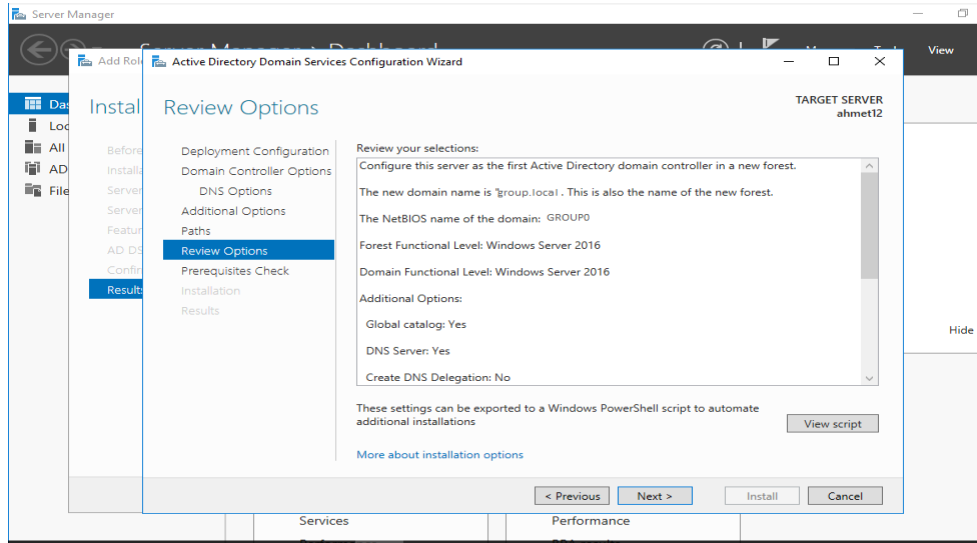 Server Manager
View
Add Rol
Active Directory Domain Services Configuration Wizard
Das
Loc
All
AD
File
Instal
Before
Installa
Server
Server
Featur
AD DS
Confir
Results
Review Options
TARGET SERVER
ahmet12
Deployment Configuration
Domain Controller Options
DNS Options
Additional Options
Paths
Review Options
Prerequisites Check
Installation
Results
Review your selections:
Configure this server as the first Active Directory domain controller in a new forest.
The new domain name is "group.local . This is also the name of the new forest.
The NetBIOS name of the domain: GROUP0
Forest Functional Level: Windows Server 2016
Domain Functional Level: Windows Server 2016
Additional Options:
Global catalog: Yes
DNS Server: Yes
Create DNS Delegation: No
These settings can be exported to a Windows PowerShell script to automate
additional installations
View script
More about installation options
< Previous
Next >
Install
Cancel
Hide
Services
Performance